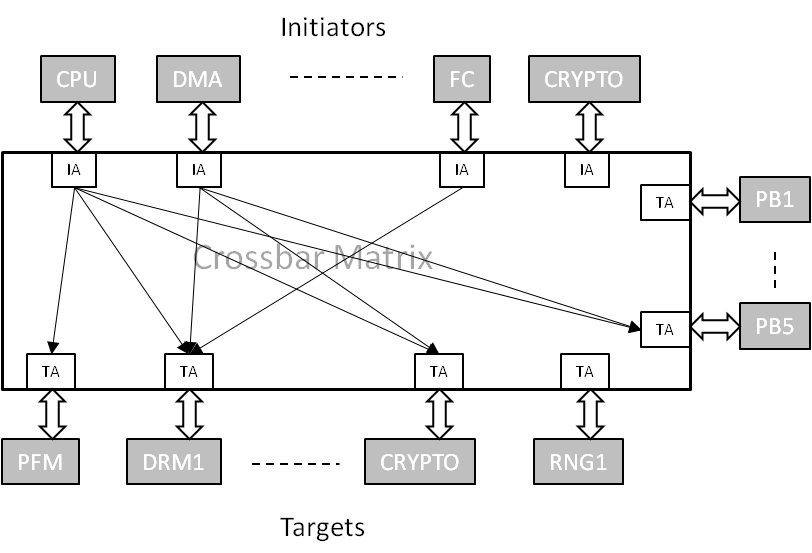 Initiators
CPU
DMA
FC
CRYPTO
IA
IA
IA
IA
TA
PB1
Crossbar Matrix
TA
PB5
TA
TA
TA
TA
PFM
DRM1
CRYPTO
RNG1
Targets